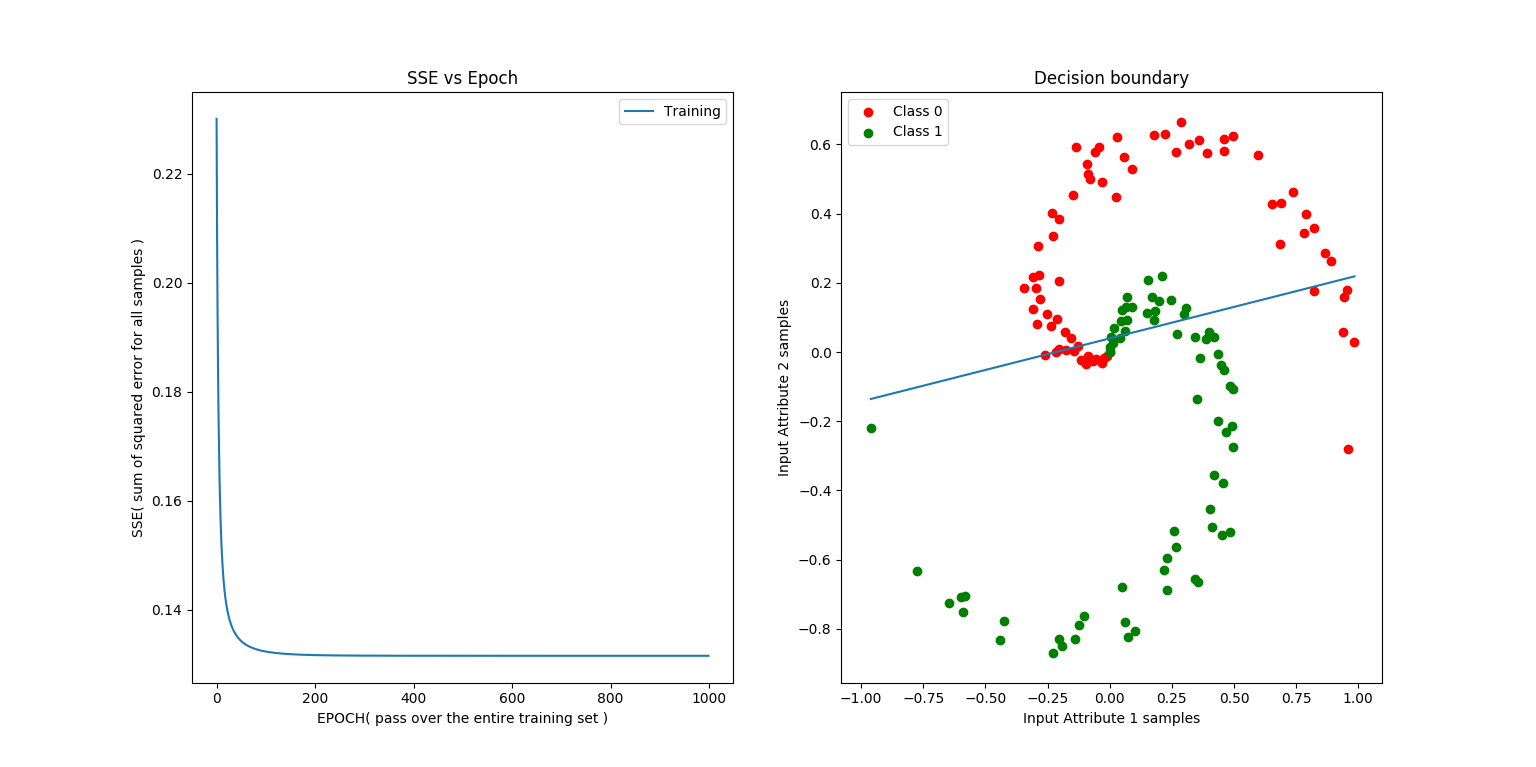 SSE vs Epoch
Training
0.22
0.20
0.18
0.16
0.14
SSE( sum of squared error for all samples )
0 200 400 600 800 1000
EPOCH( pass over the entire training set )
Decision boundary
Class 0
Class 1
0.6
0.4
0.2
0.0
−0.2
−0.4
−0.6
−0.8
Input Attribute 2 samples
−1.00 −0.75 −0.50 −0.25 0.00 0.25 0.50 0.75 1.00
Input Attribute 1 samples